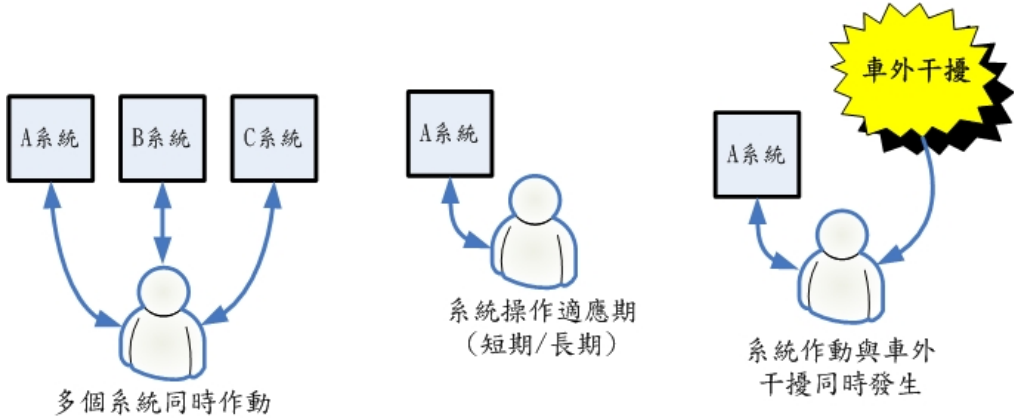 A系統
B系統
C系統
多個系統同時作動
A系統
系統操作適應期
(短期/長期)
車外干擾
A系統
系統作動與車外
干擾同時發生